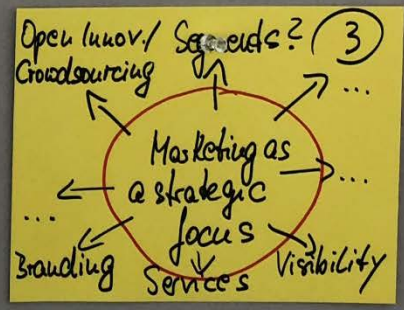 Open Innov./ Segments? 3
Crowdsourcing
...
Marketing as
a strategic
focus
...
...
Branding
Services
Visibility